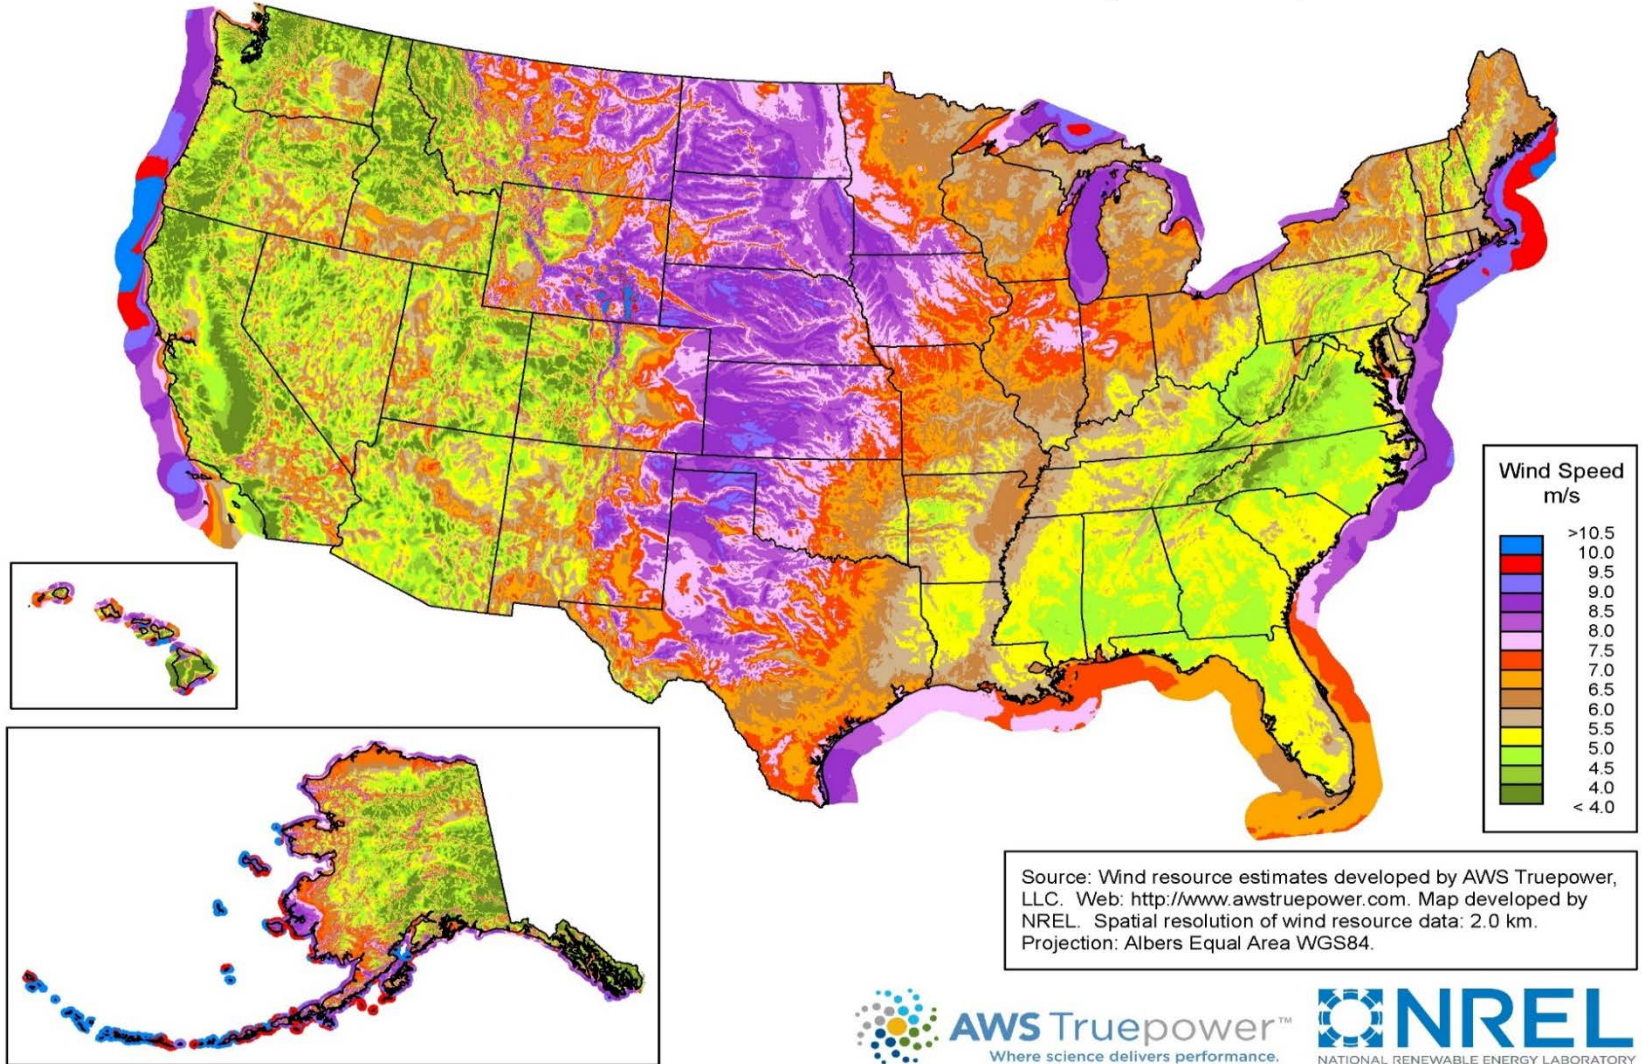 Wind Speed
m/s
>10.5
10.0
9.5
9.0
8.5
8.0
7.5
7.0
6.5
6.0
5.5
5.0
4.5
4.0
< 4.0
Source: Wind resource estimates developed by AWS Truepower,
LLC. Web: http://www.awstruepower.com. Map developed by
NREL. Spatial resolution of wind resource data: 2.0 km.
Projection: Albers Equal Area WGS84.
AWS Truepower™
Where science delivers performance.
NREL
NATIONAL RENEWABLE ENERGY LABORATORY